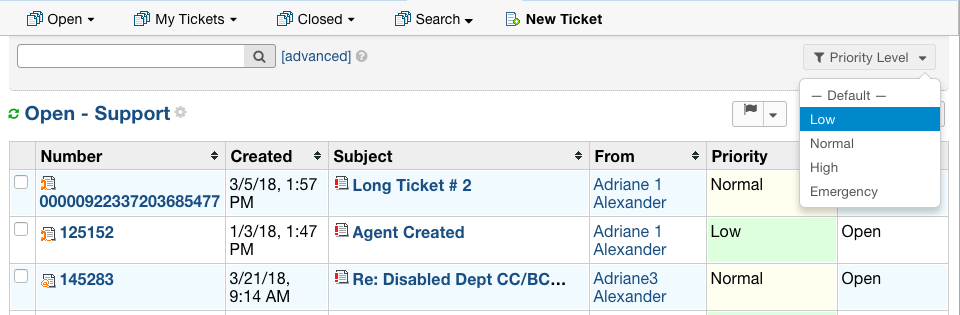 Open My Tickets Closed Search New Ticket
[advanced] Priority Level
— Default —
Low
Normal
High
Emergency
Open - Support
Number Created Subject From Priority
00000922337203685477 3/5/18, 1:57 PM Long Ticket # 2 Adriane 1 Alexander Normal
125152 1/3/18, 1:47 PM Agent Created Adriane 1 Alexander Low Open
145283 3/21/18, 9:14 AM Re: Disabled Dept CC/BC... Adriane3 Alexander Normal Open